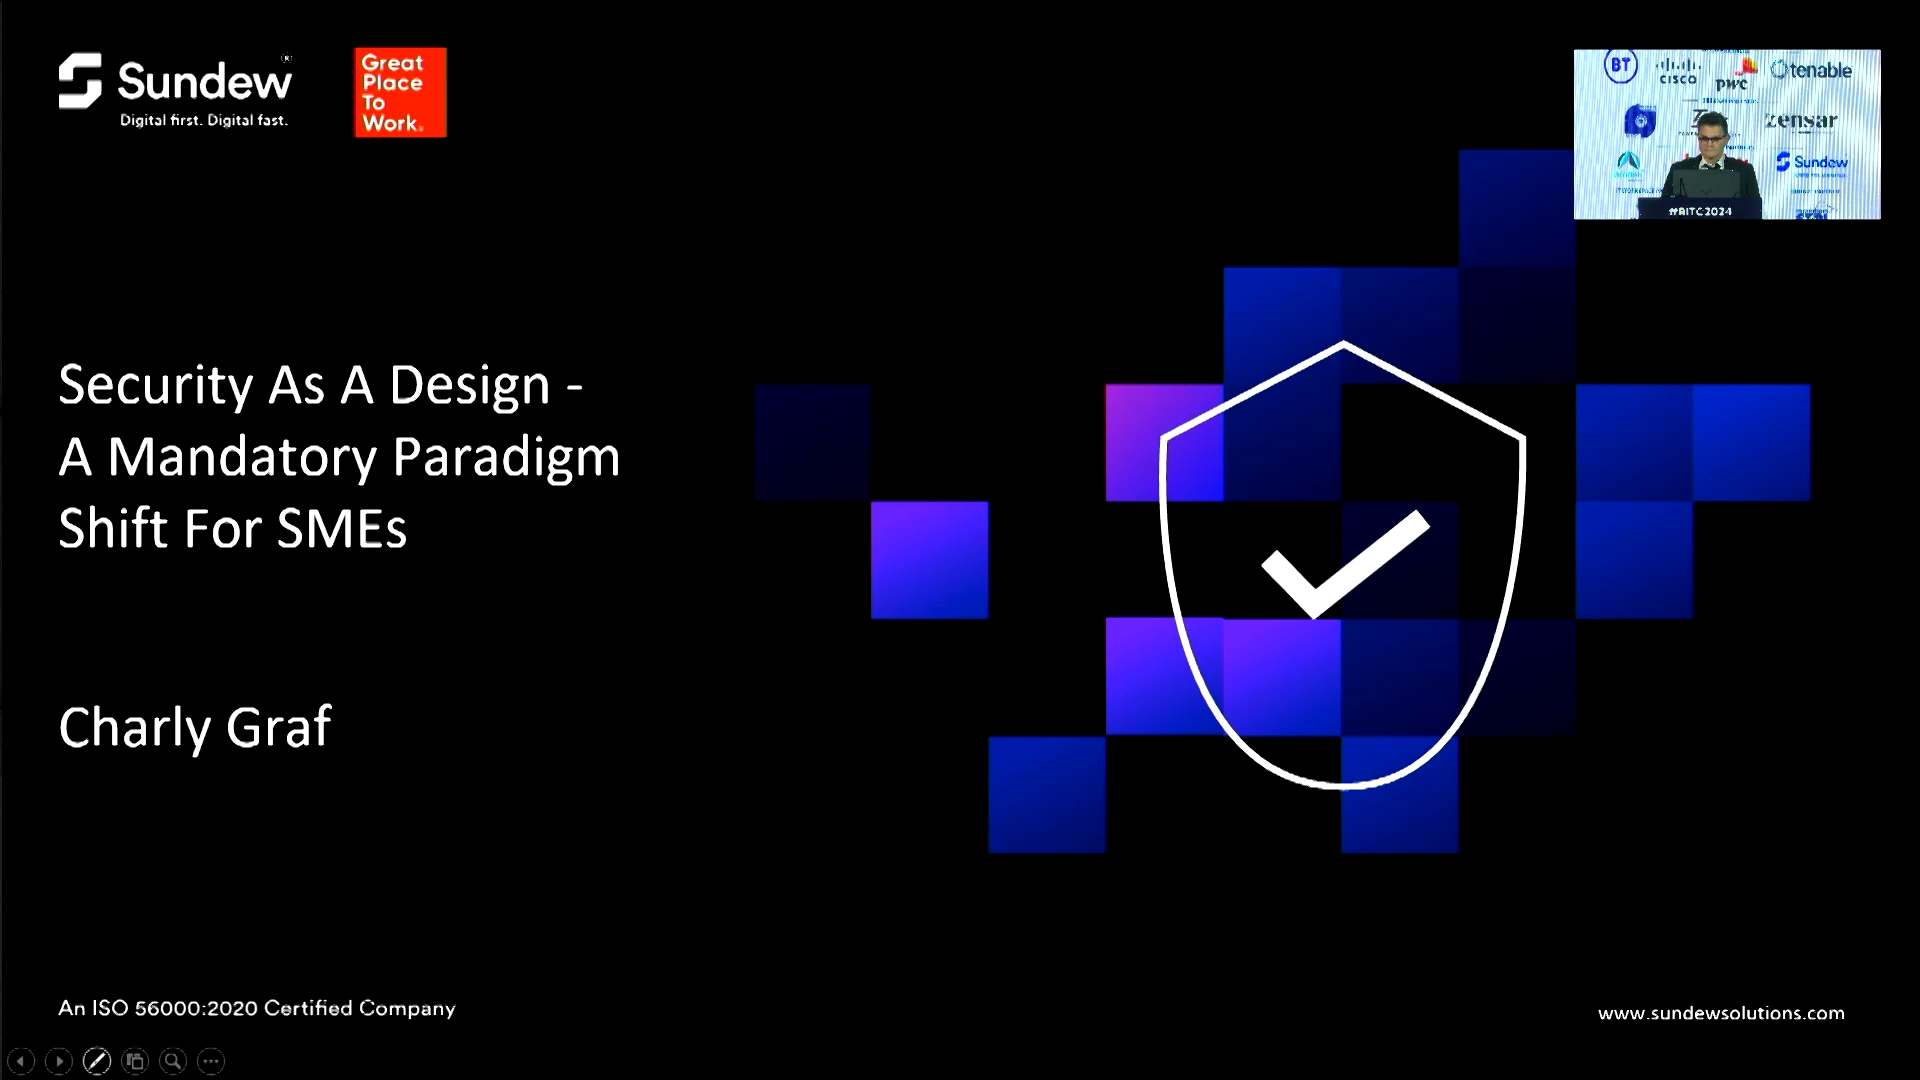 Sundew
Digital first. Digital fast.
Great
Place
To
Work.
BT
CISCO
pwc
tenable
zensar
Sundew
#BITC2024
Security As A Design -
A Mandatory Paradigm
Shift For SMEs
Charly Graf
An ISO 56000:2020 Certified Company
www.sundewsolutions.com